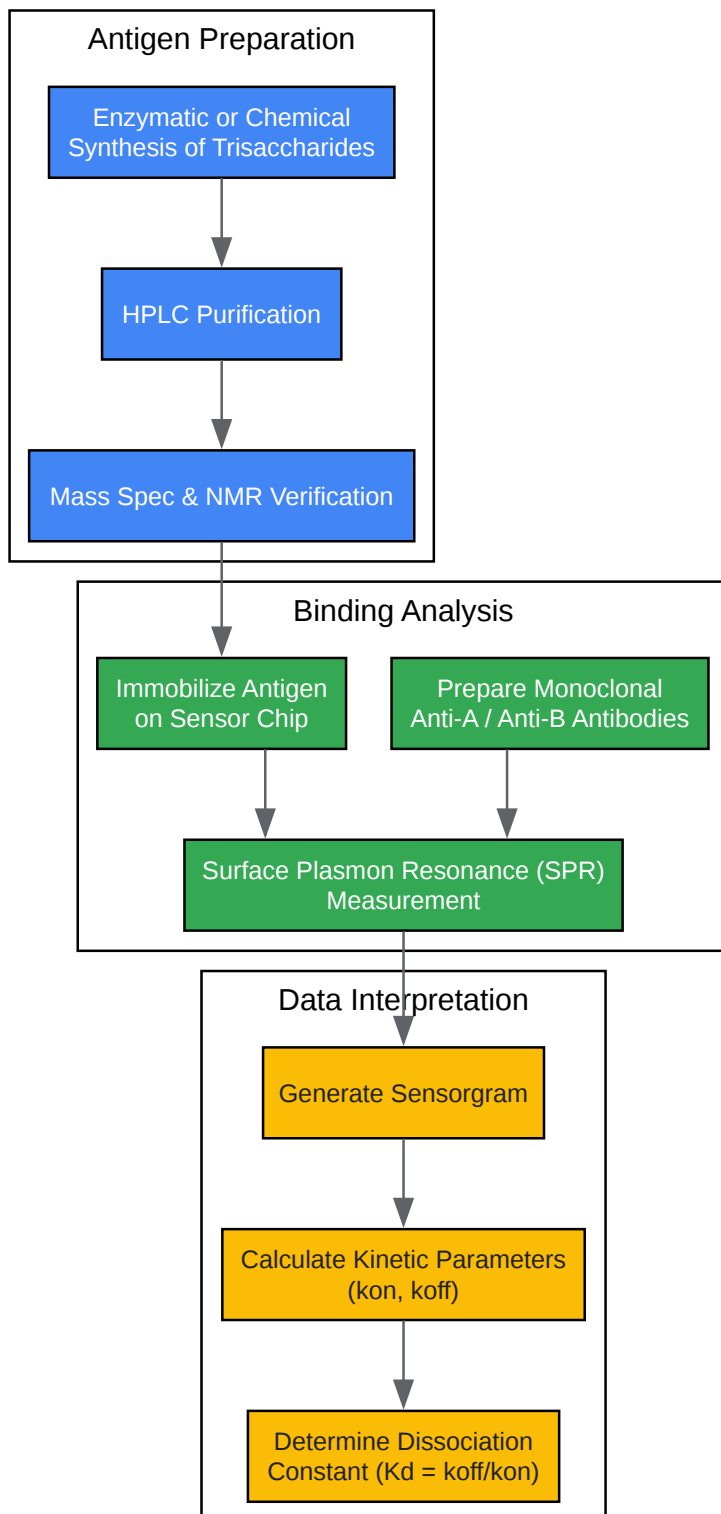 Antigen Preparation
Enzymatic or Chemical
Synthesis of Trisaccharides
HPLC Purification
Mass Spec & NMR Verification
Binding Analysis
Immobilize Antigen
on Sensor Chip
Prepare Monoclonal
Anti-A / Anti-B Antibodies
Surface Plasmon Resonance (SPR)
Measurement
Data Interpretation
Generate Sensorgram
Calculate Kinetic Parameters
(kon, koff)
Determine Dissociation
Constant (Kd = koff/kon)